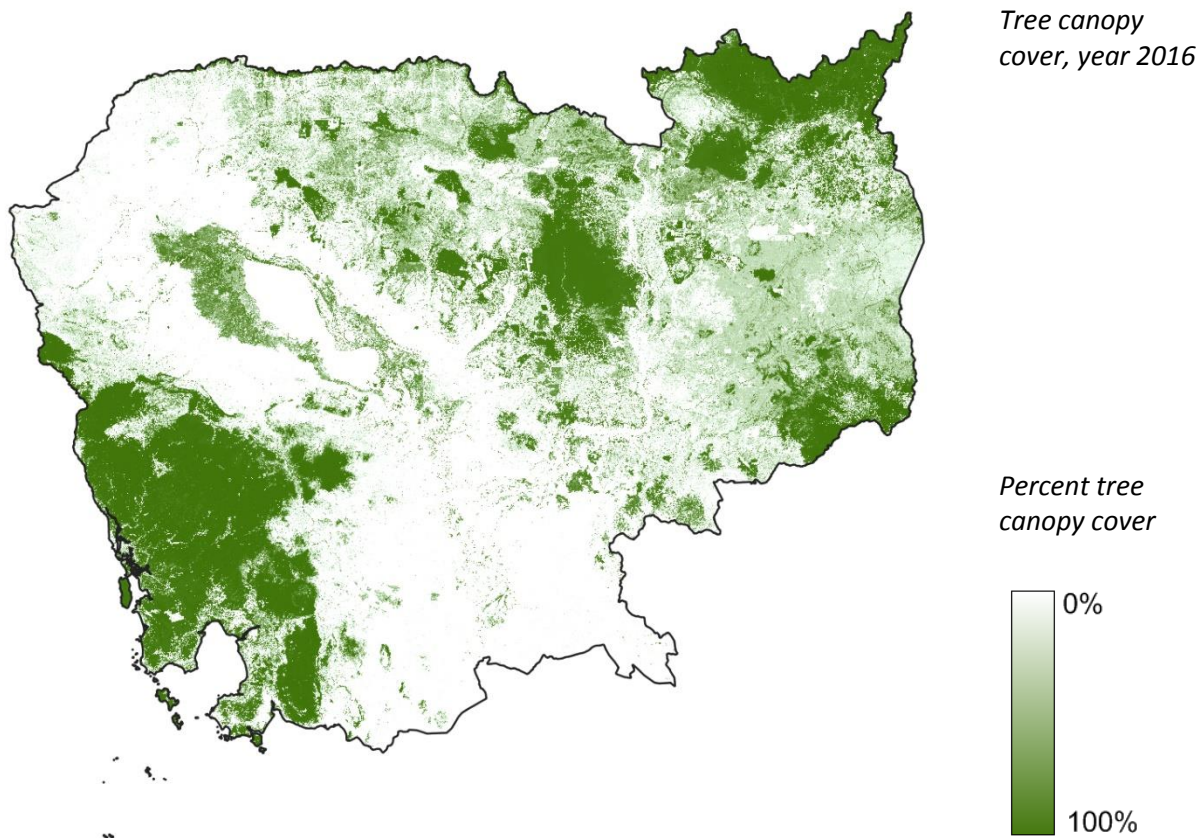 Tree canopy
cover, year 2016
Percent tree
canopy cover
0%
100%